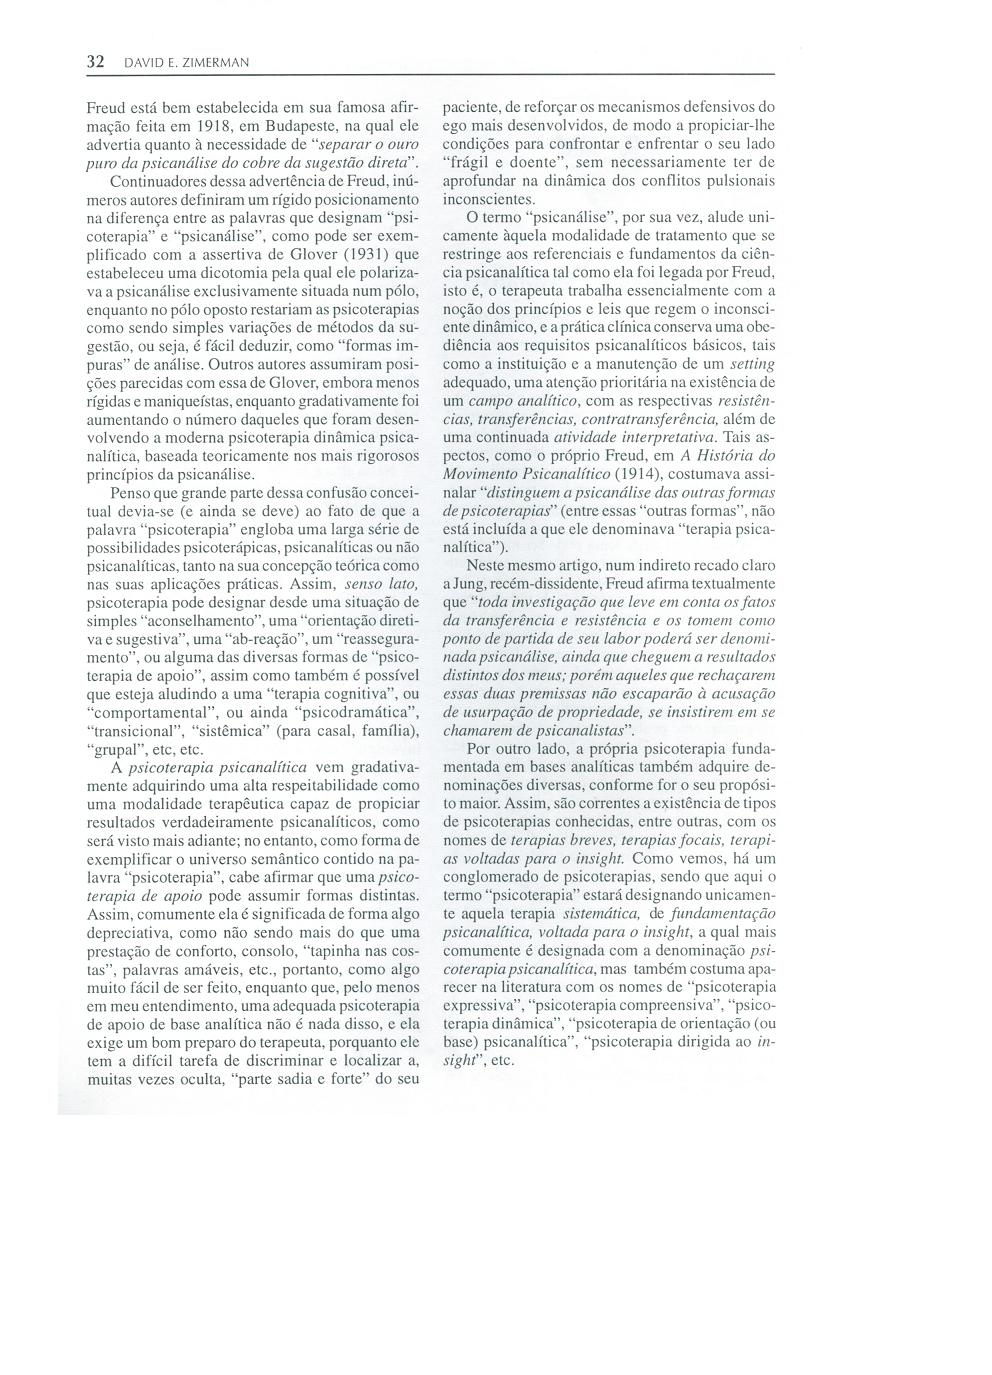 32 DAVID E. ZIMERMAN
Freud está bem estabelecida em sua famosa afir-
mação feita em 1918, em Budapeste, na qual ele
advertia quanto à necessidade de “separar o ouro
puro da psicanálise do cobre da sugestão direta”.
Continuadores dessa advertência de Freud, inú-
meros autores definiram um rígido posicionamento
na diferença entre as palavras que designam “psi-
coterapia” e “psicanálise”, como pode ser exem-
plificado com a assertiva de Glover (1931) que
estabeleceu uma dicotomia pela qual ele polariza-
va a psicanálise exclusivamente situada num pólo,
enquanto no pólo oposto restariam as psicoterapias
como sendo simples variações de métodos da su-
gestão, ou seja, é fácil deduzir, como “formas im-
puras” de análise. Outros autores assumiram posi-
ções parecidas com essa de Glover, embora menos
rígidas e maniqueístas, enquanto gradativamente foi
aumentando o número daqueles que foram desen-
volvendo a moderna psicoterapia dinâmica psica-
nalítica, baseada teoricamente nos mais rigorosos
princípios da psicanálise.
Penso que grande parte dessa confusão concei-
tual devia-se (e ainda se deve) ao fato de que a
palavra “psicoterapia” engloba uma larga série de
possibilidades psicoterápicas, psicanalíticas ou não
psicanalíticas, tanto na sua concepção teórica como
nas suas aplicações práticas. Assim, senso lato,
psicoterapia pode designar desde uma situação de
simples “aconselhamento”, uma “orientação direti-
va e sugestiva”, uma “ab-reação”, um “reassegura-
mento”, ou alguma das diversas formas de “psico-
terapia de apoio”, assim como também é possível
que esteja aludindo a uma “terapia cognitiva”, ou
“comportamental”, ou ainda “psicodramática”,
“transicional”, “sistêmica” (para casal, família),
“grupal”, etc, etc.
A psicoterapia psicanalítica vem gradativa-
mente adquirindo uma alta respeitabilidade como
uma modalidade terapêutica capaz de propiciar
resultados verdadeiramente psicanalíticos, como
será visto mais adiante; no entanto, como forma de
exemplificar o universo semântico contido na pa-
lavra “psicoterapia”, cabe afirmar que uma psico-
terapia de apoio pode assumir formas distintas.
Assim, comumente ela é significada de forma algo
depreciativa, como não sendo mais do que uma
prestação de conforto, consolo, “tapinha nas cos-
tas”, palavras amáveis, etc., portanto, como algo
muito fácil de ser feito, enquanto que, pelo menos
em meu entendimento, uma adequada psicoterapia
de apoio de base analítica não é nada disso, e ela
exige um bom preparo do terapeuta, porquanto ele
tem a difícil tarefa de discriminar e localizar a,
muitas vezes oculta, “parte sadia e forte” do seu
paciente, de reforçar os mecanismos defensivos do
ego mais desenvolvidos, de modo a propiciar-lhe
condições para confrontar e enfrentar o seu lado
“frágil e doente”, sem necessariamente ter de
aprofundar na dinâmica dos conflitos pulsionais
inconscientes.
O termo “psicanálise”, por sua vez, alude uni-
camente àquela modalidade de tratamento que se
restringe aos referenciais e fundamentos da ciên-
cia psicanalítica tal como ela foi legada por Freud,
isto é, o terapeuta trabalha essencialmente com a
noção dos princípios e leis que regem o inconsci-
ente dinâmico, e a prática clínica conserva uma obe-
diência aos requisitos psicanalíticos básicos, tais
como a instituição e a manutenção de um setting
adequado, uma atenção prioritária na existência de
um campo analítico, com as respectivas resistên-
cias, transferências, contratransferência, além de
uma continuada atividade interpretativa. Tais as-
pectos, como o próprio Freud, em A História do
Movimento Psicanalítico (1914), costumava assi-
nalar “distinguem a psicanálise das outras formas
de psicoterapias” (entre essas “outras formas”, não
está incluída a que ele denominava “terapia psica-
nalítica”).
Neste mesmo artigo, num indireto recado claro
a Jung, recém-dissidente, Freud afirma textualmente
que “toda investigação que leve em conta os fatos
da transferência e resistência e os tomem como
ponto de partida de seu labor poderá ser denomi-
nada psicanálise, ainda que cheguem a resultados
distintos dos meus; porém aqueles que rechaçarem
essas duas premissas não escaparão à acusação
de usurpação de propriedade, se insistirem em se
chamarem de psicanalistas”.
Por outro lado, a própria psicoterapia funda-
mentada em bases analíticas também adquire de-
nominações diversas, conforme for o seu propósi-
to maior. Assim, são correntes a existência de tipos
de psicoterapias conhecidas, entre outras, com os
nomes de terapias breves, terapias focais, terapi-
as voltadas para o insight. Como vemos, há um
conglomerado de psicoterapias, sendo que aqui o
termo “psicoterapia” estará designando unicamen-
te aquela terapia sistemática, de fundamentação
psicanalítica, voltada para o insight, a qual mais
comumente é designada com a denominação psi-
coterapia psicanalítica, mas também costuma apa-
recer na literatura com os nomes de “psicoterapia
expressiva”, “psicoterapia compreensiva”, “psico-
terapia dinâmica”, “psicoterapia de orientação (ou
base) psicanalítica”, “psicoterapia dirigida ao in-
sight”, etc.